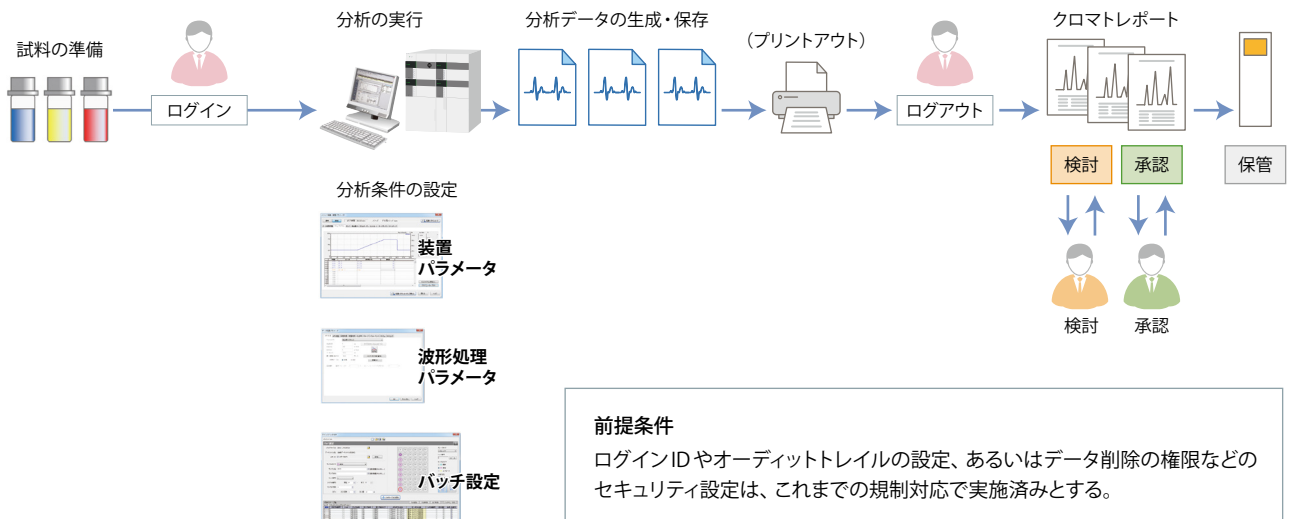 試料の準備
ログイン
分析の実行
分析データの生成・保存
(プリントアウト)
ログアウト
クロマトレポート
検討
承認
保管
検討
承認
分析条件の設定
装置
パラメータ
波形処理
パラメータ
バッチ設定
前提条件
ログインIDやオーディットトレイルの設定、あるいはデータ削除の権限などの
セキュリティ設定は、これまでの規制対応で実施済みとする。